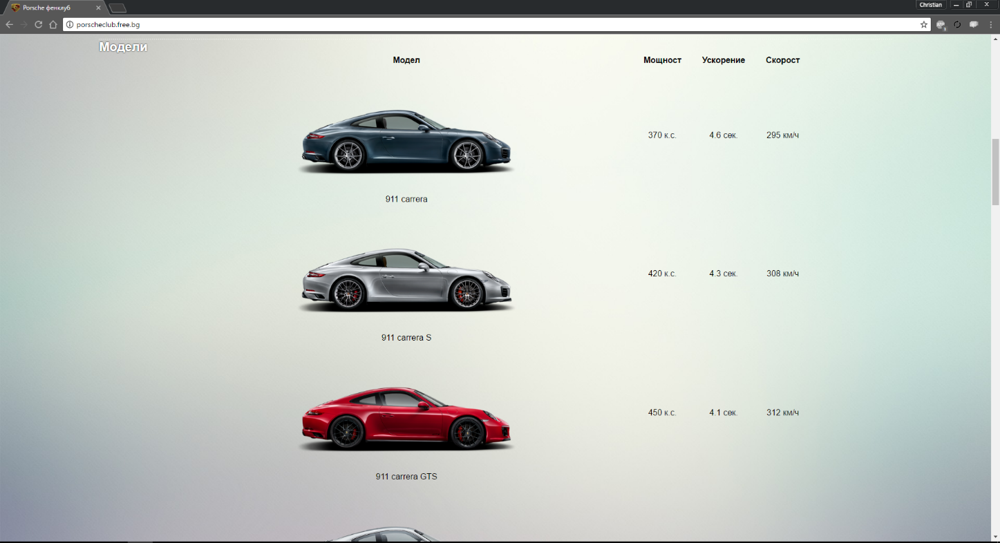 Porsche фенклуб
Christian
porscheclub.free.bg
3
Модели
Модел Мощност Ускорение Скорост
370 к.с. 4.6 сек. 295 км/ч
911 carrera
420 к.с. 4.3 сек. 308 км/ч
911 carrera S
450 к.с. 4.1 сек. 312 км/ч
911 carrera GTS